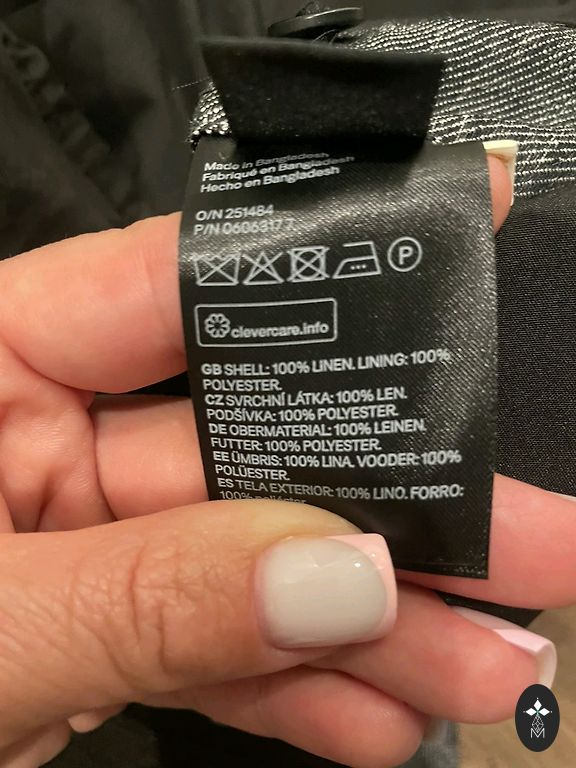 Made in Bangladesh
Fabriqué en Bangladesh
Hecho en Bangladesh
O/N 251484
P/N 06063177
P
clevercare.info
GB SHELL: 100% LINEN. LINING: 100%
POLYESTER.
CZ SVRCHNÍ LÁTKA: 100% LEN.
PODŠÍVKA: 100% POLYESTER.
DE OBERMATERIAL: 100% LEINEN.
FUTTER: 100% POLYESTER.
EE ÜMBRIS: 100% LINA. VOODER: 100%
POLÜESTER.
ES TELA EXTERIOR: 100% LINO. FORRO:
100% poliéster
M